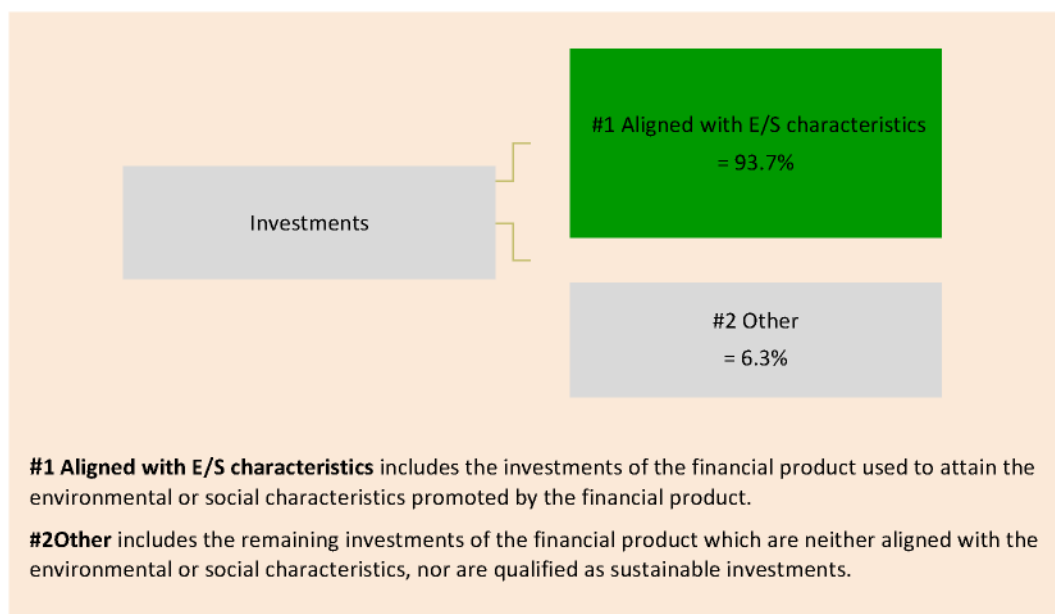 #1 Aligned with E/S characteristics
= 93.7%
Investments
#2 Other
= 6.3%
#1 Aligned with E/S characteristics includes the investments of the financial product used to attain the
environmental or social characteristics promoted by the financial product.
#2Other includes the remaining investments of the financial product which are neither aligned with the
environmental or social characteristics, nor are qualified as sustainable investments.